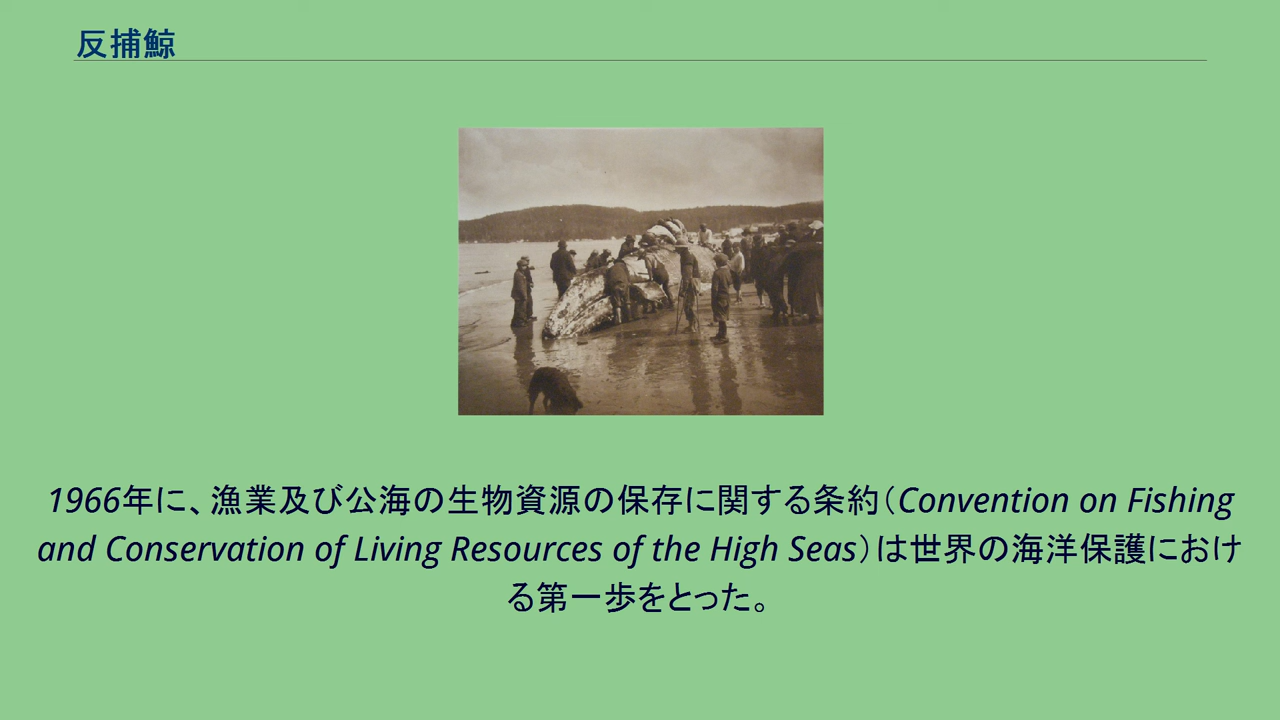 反捕鯨
1966年に、漁業及び公海の生物資源の保存に関する条約（Convention on Fishing
and Conservation of Living Resources of the High Seas）は世界の海洋保護におけ
る第一歩をとった。